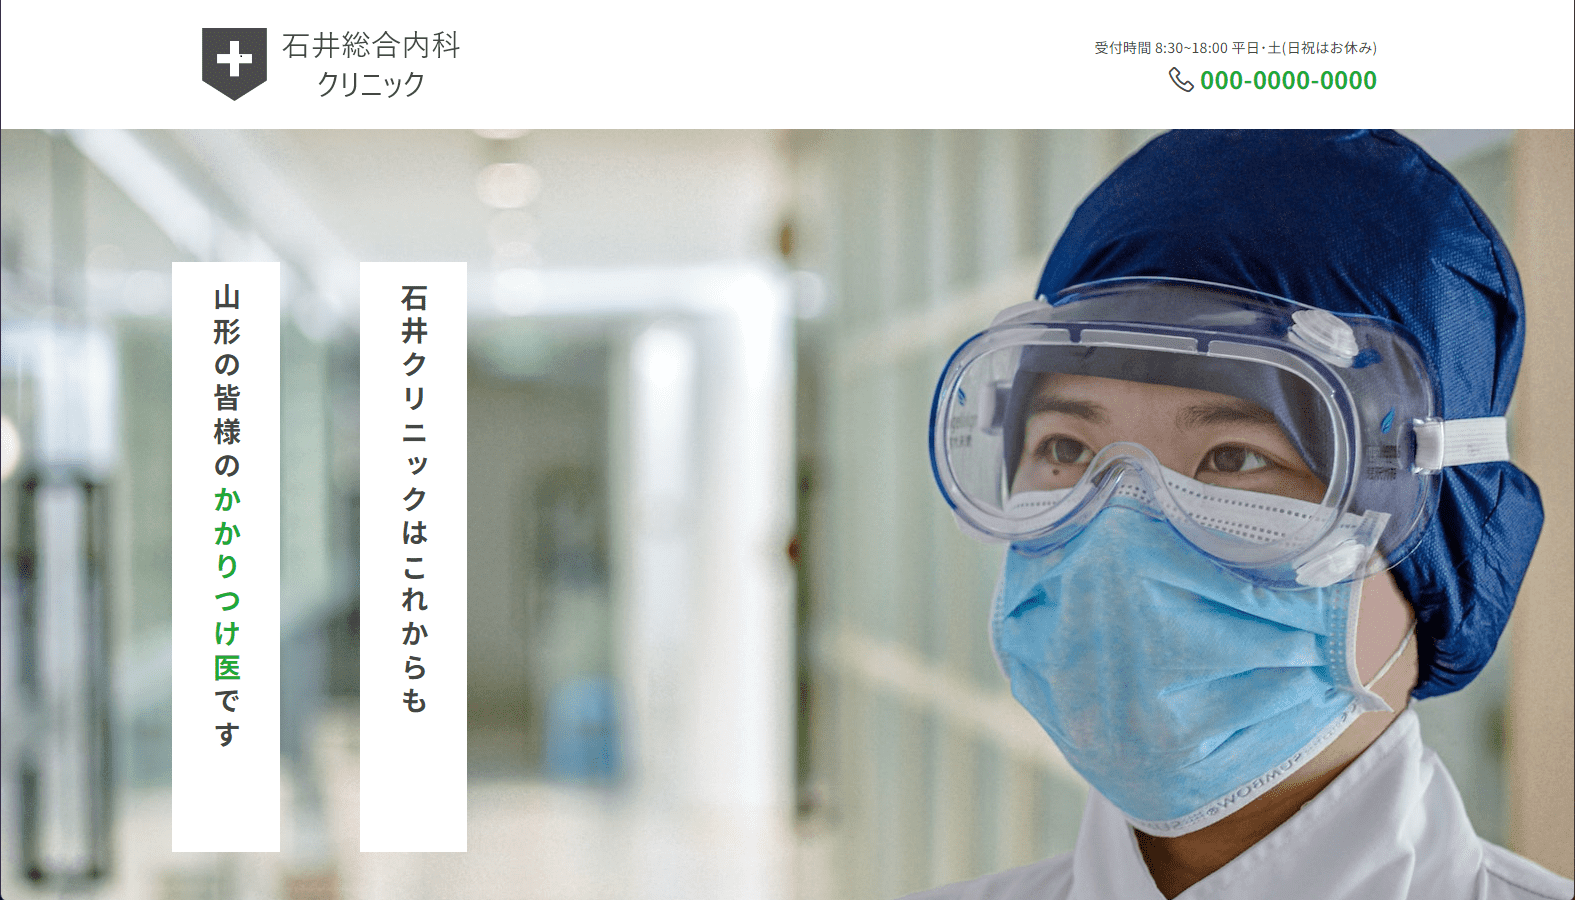 石井総合内科
クリニック
受付時間 8:30~18:00 平日･土(日祝はお休み)
000-0000-0000
石井クリニックはこれからも
山形の皆様のかかりつけ医です